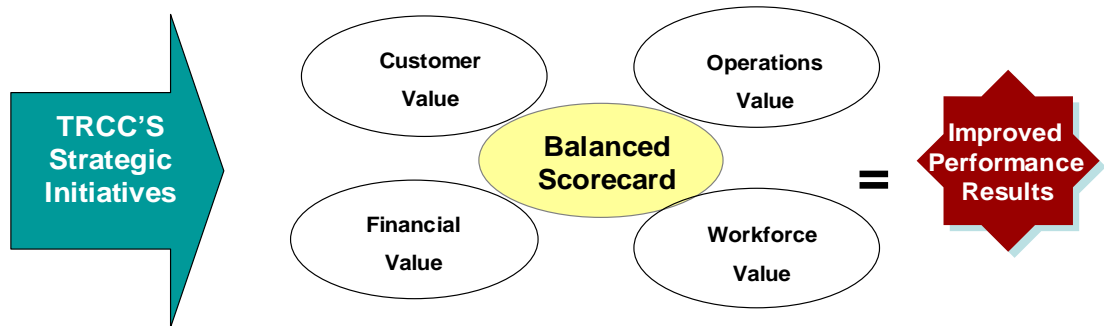 TRCC'S
Strategic
Initiatives
Customer
Value
Operations
Value
Balanced
Scorecard
Financial
Value
Workforce
Value
=
Improved
Performance
Results